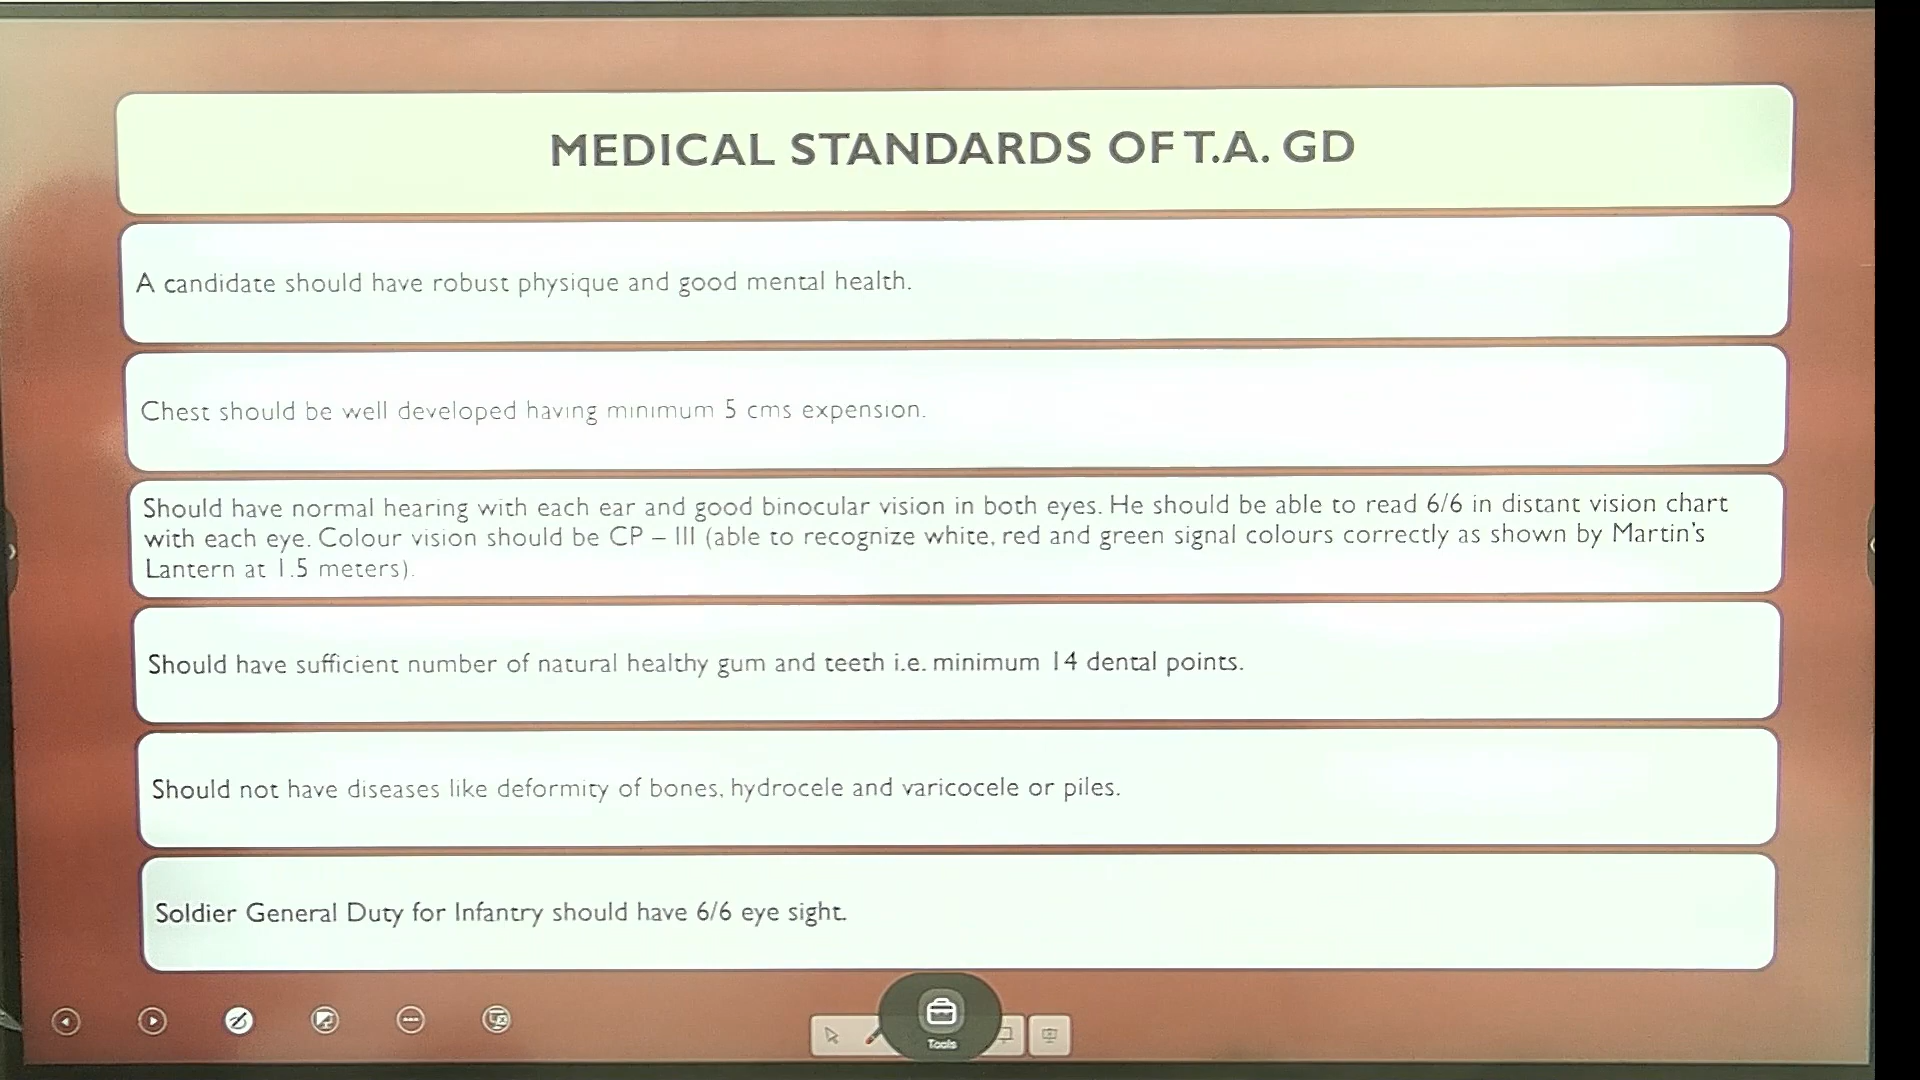 MEDICAL STANDARDS OF T.A. GD
A candidate should have robust physique and good mental health.
Chest should be well developed having minimum 5 cms expension.
Should have normal hearing with each ear and good binocular vision in both eyes. He should be able to read 6/6 in distant vision chart
with each eye. Colour vision should be CP – III (able to recognize white, red and green signal colours correctly as shown by Martin's
Lantern at 1.5 meters).
Should have sufficient number of natural healthy gum and teeth i.e. minimum 14 dental points.
Should not have diseases like deformity of bones, hydrocele and varicocele or piles.
Soldier General Duty for Infantry should have 6/6 eye sight.
Tools